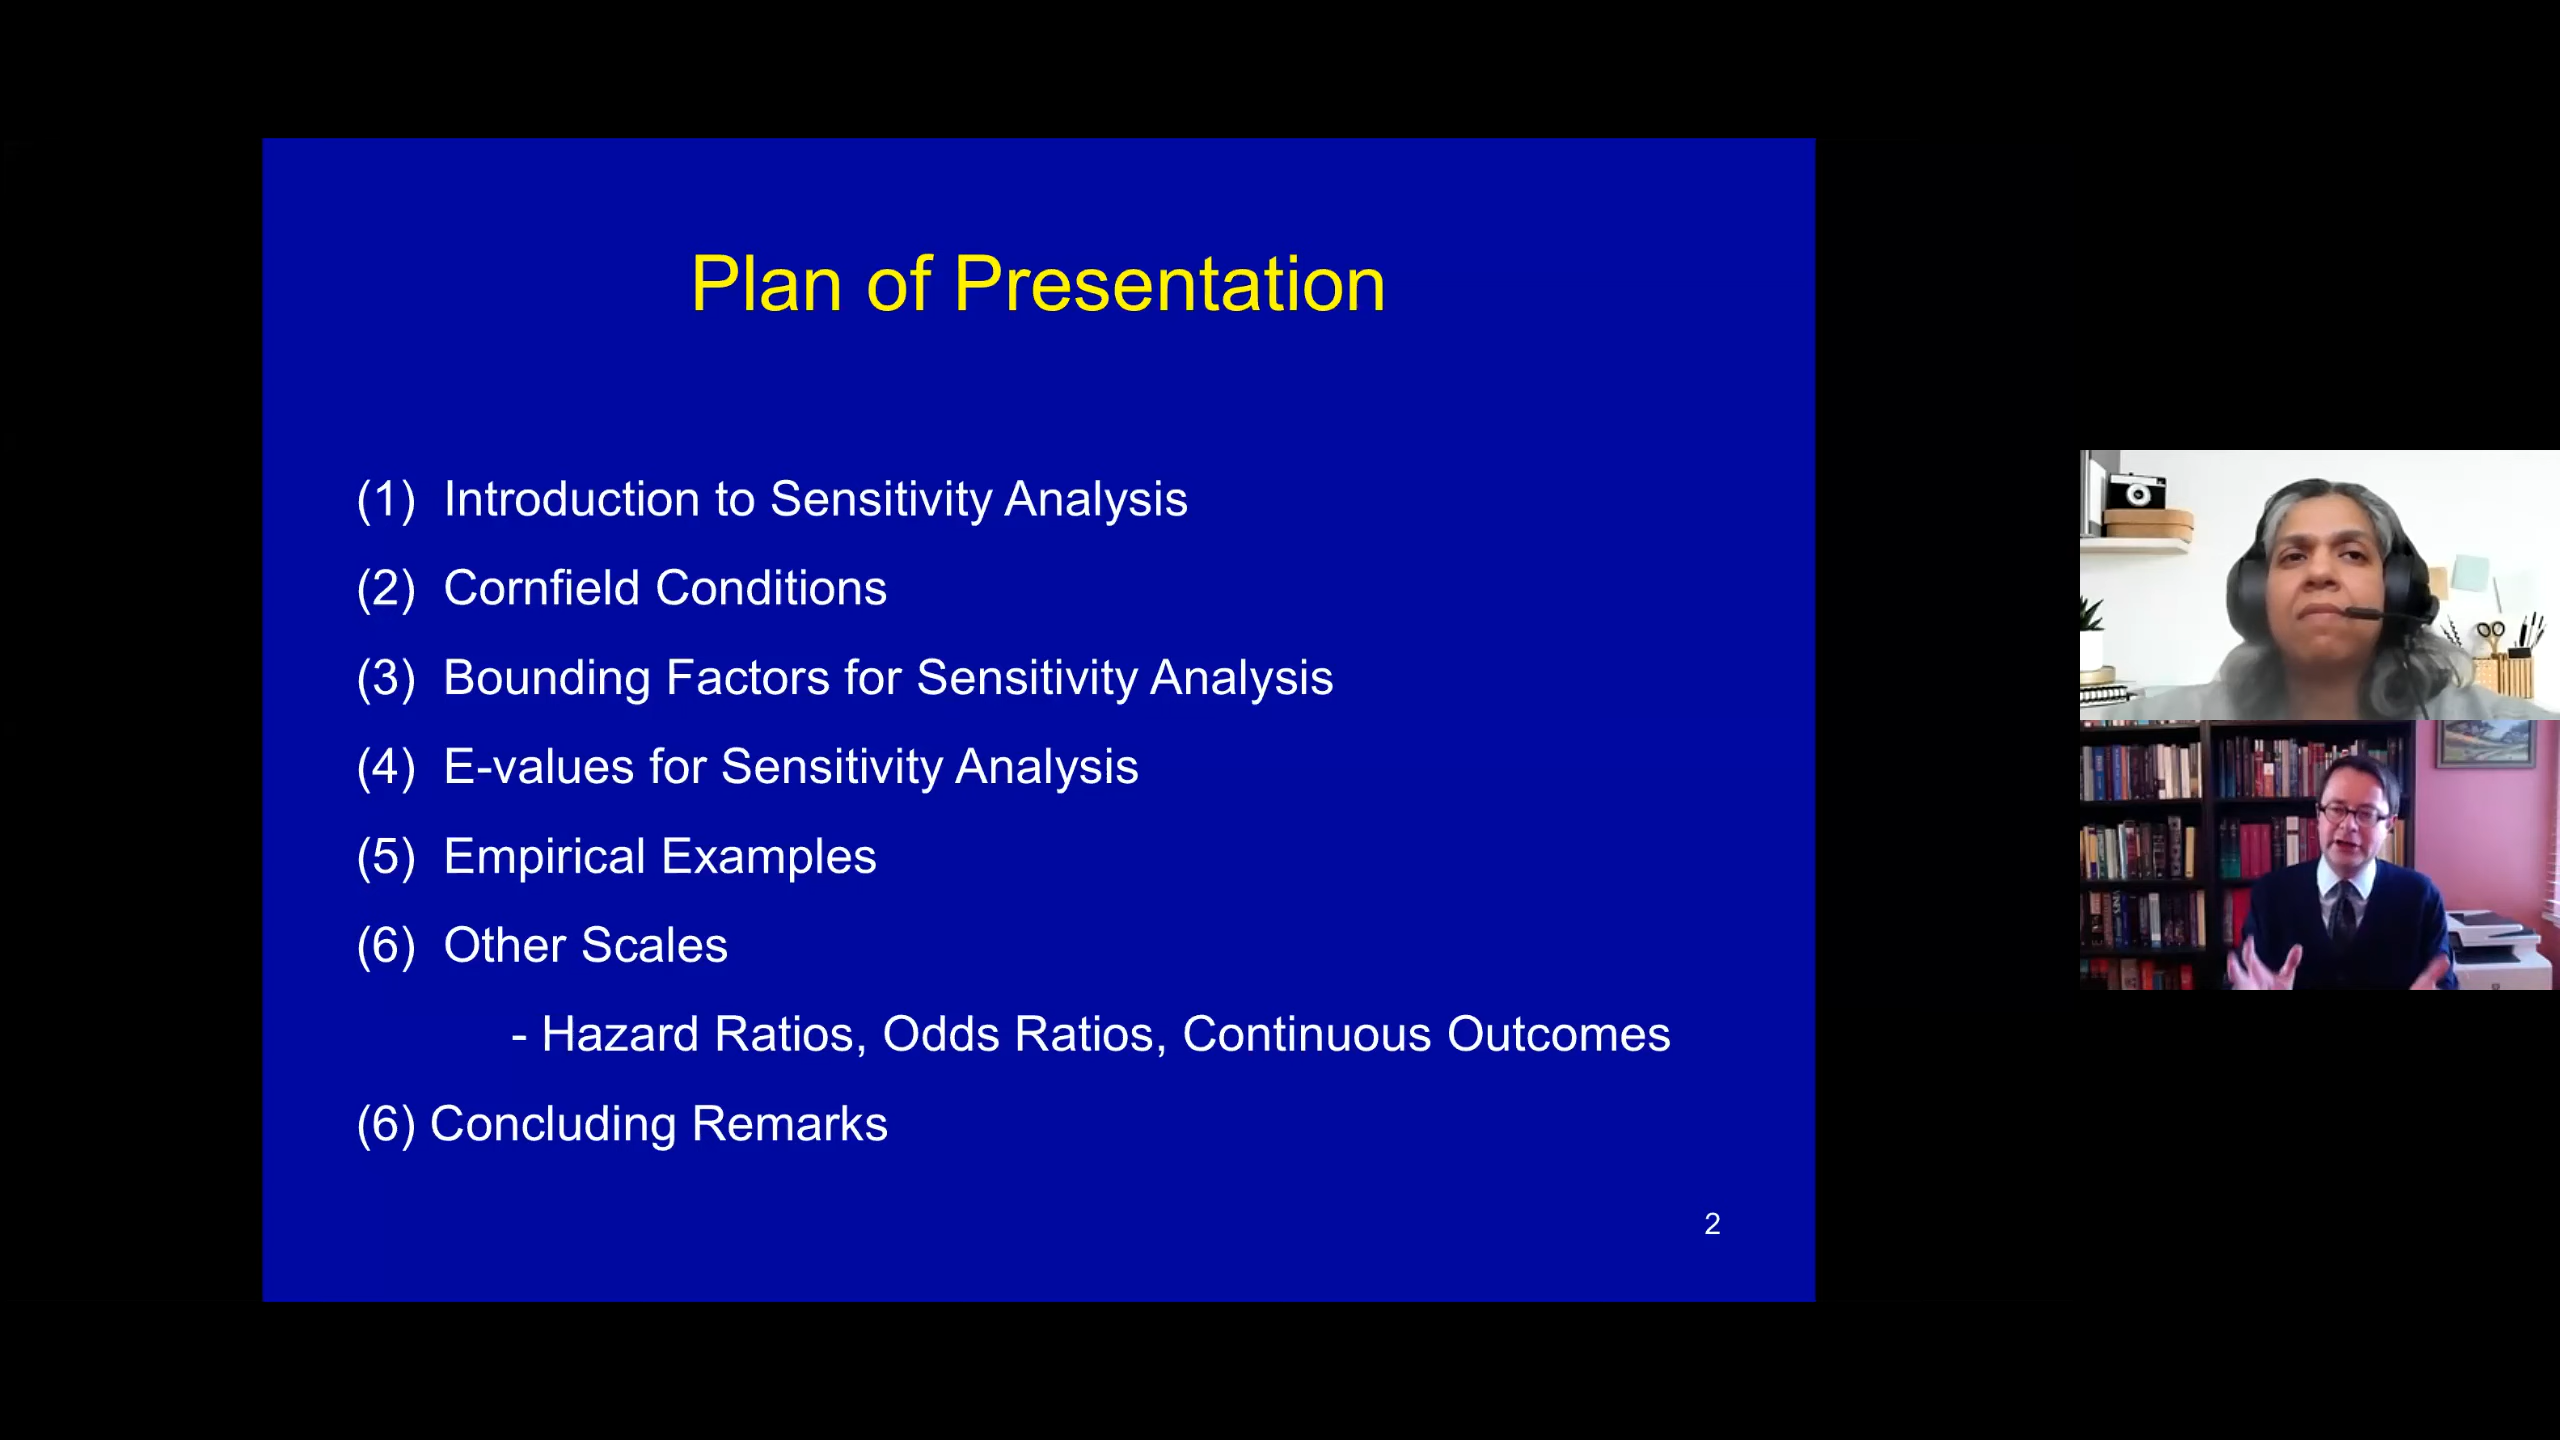 Plan of Presentation
(1) Introduction to Sensitivity Analysis
(2) Cornfield Conditions
(3) Bounding Factors for Sensitivity Analysis
(4) E-values for Sensitivity Analysis
(5) Empirical Examples
(6) Other Scales
- Hazard Ratios, Odds Ratios, Continuous Outcomes
(6) Concluding Remarks
2